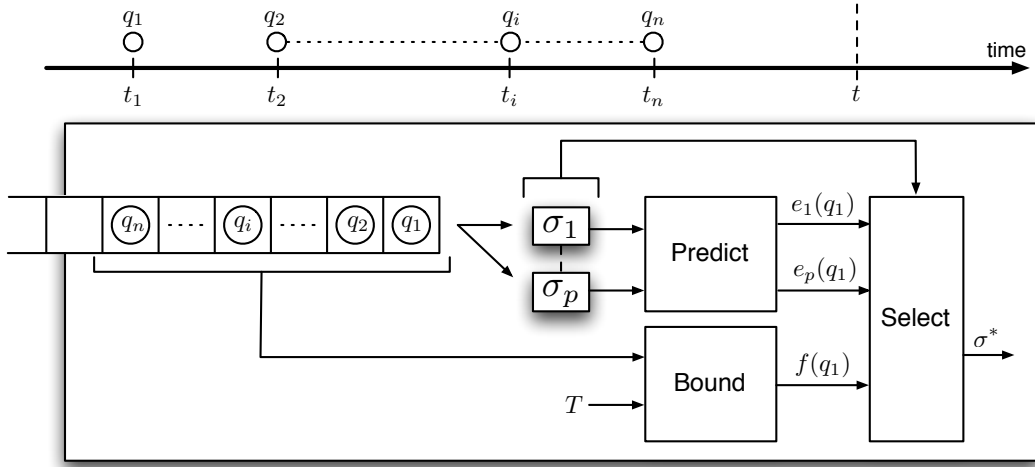 q₁ q₂ qᵢ qₙ
time
t₁ t₂ tᵢ tₙ t
qₙ ..... qᵢ ..... q₂ q₁
σ₁ Predict e₁(q₁)
σₚ eₚ(q₁)
Select
σ*
Bound f(q₁)
T